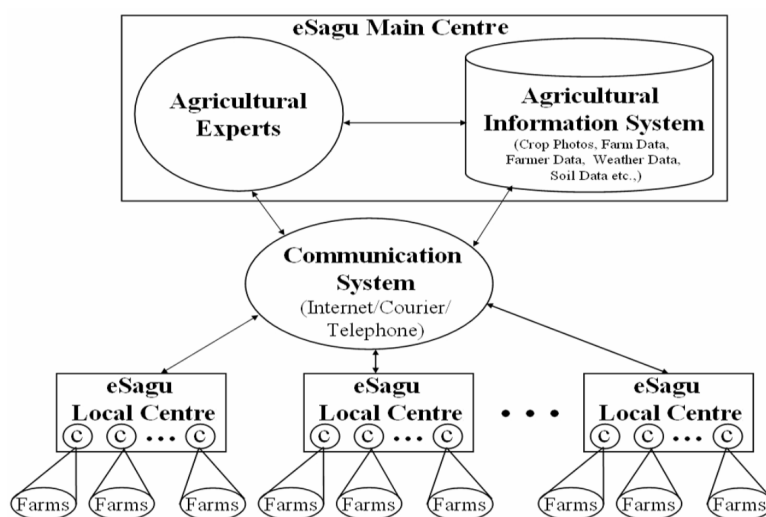 eSagu Main Centre
Agricultural
Experts
Agricultural
Information System
(Crop Photos, Farm Data,
Farmer Data, Weather Data,
Soil Data etc.,)
Communication
System
(Internet/Courier/
Telephone)
eSagu
Local Centre
C C ... C
eSagu
Local Centre
C C ... C
• • •
eSagu
Local Centre
C C ... C
Farms Farms Farms
Farms Farms Farms
Farms Farms Farms